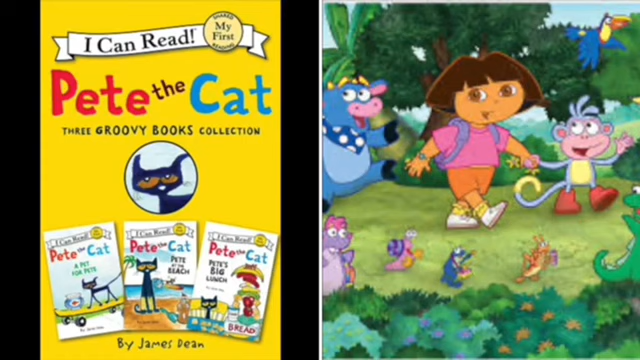 I Can Read!
SHARED
My
First
READING
Pete the Cat
THREE GROOVY BOOKS COLLECTION
I Can Read!
Pete the Cat
A PET
FOR PETE
James Dean
I Can Read!
Pete the Cat
PETE
AT THE
BEACH
I Can Read!
Pete the Cat
PETE'S
BIG
LUNCH
BREAD
By James Dean